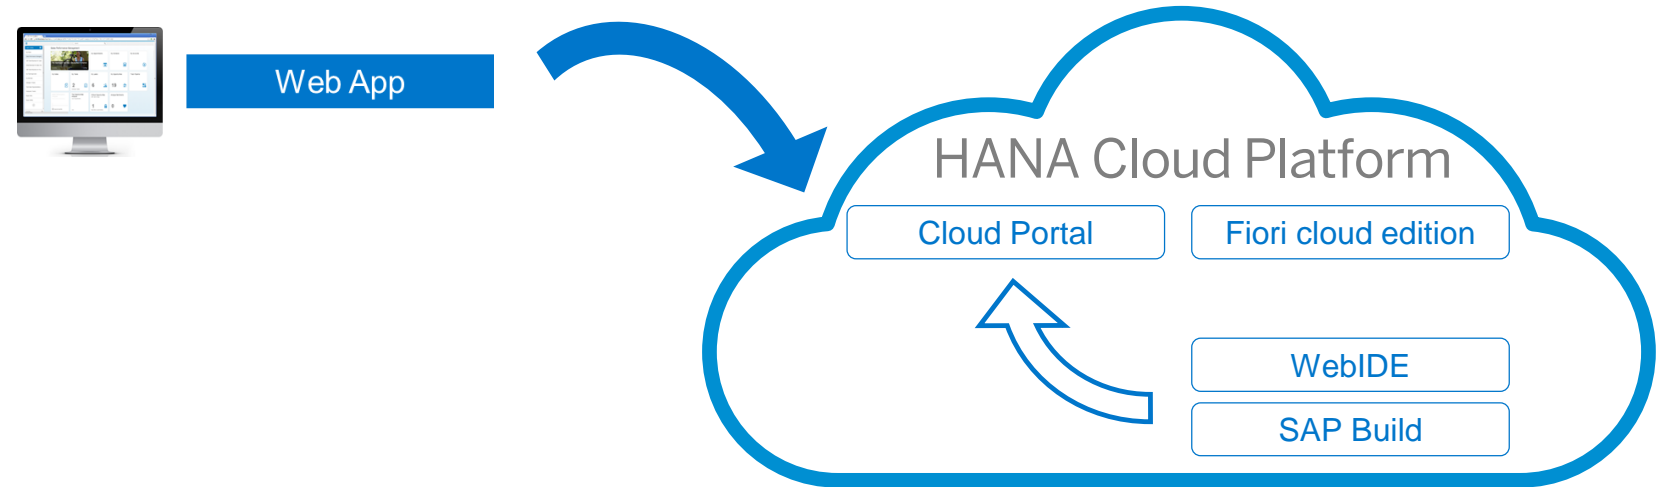 Web App
HANA Cloud Platform
Cloud Portal
Fiori cloud edition
WebIDE
SAP Build